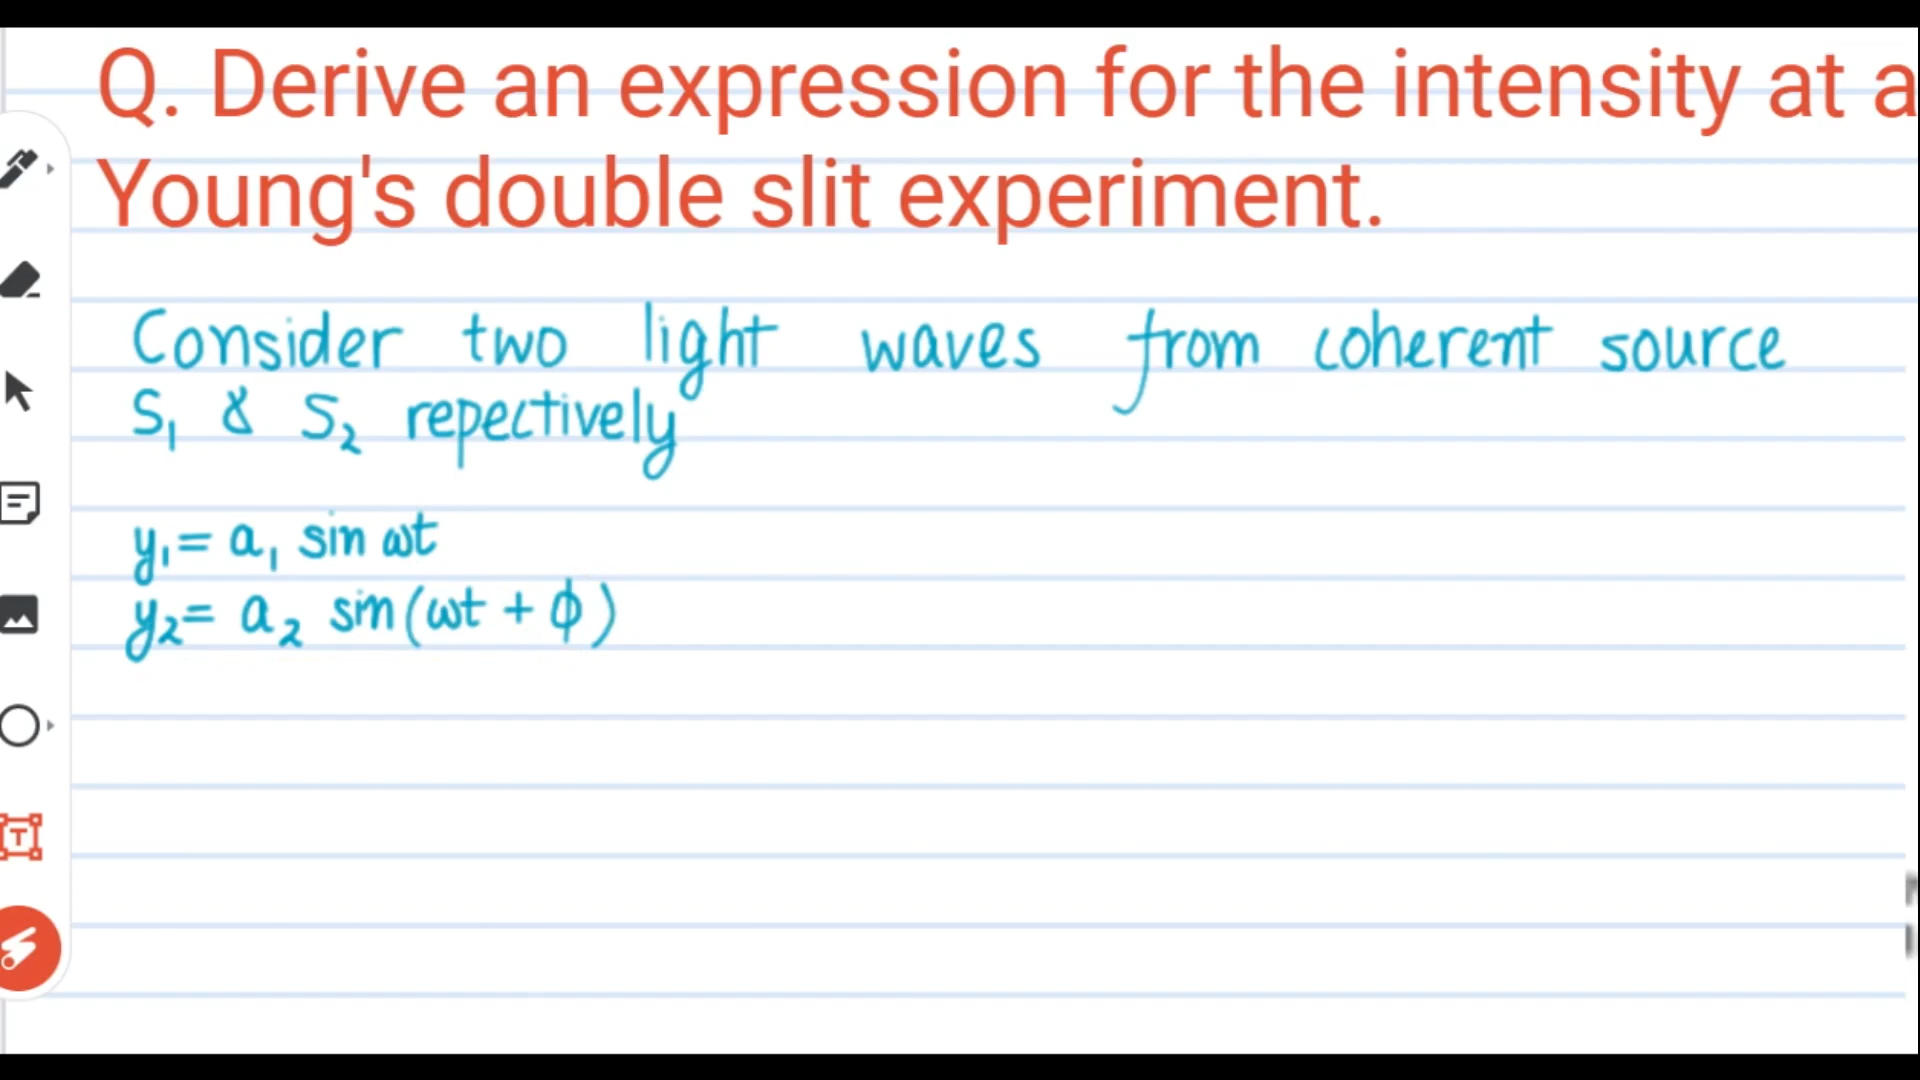 Q. Derive an expression for the intensity at a
Young's double slit experiment.
Consider two light waves from coherent source
S₁ & S₂ repectively
y₁= a₁ sin ωt
y₂= a₂ sin(ωt + ϕ)